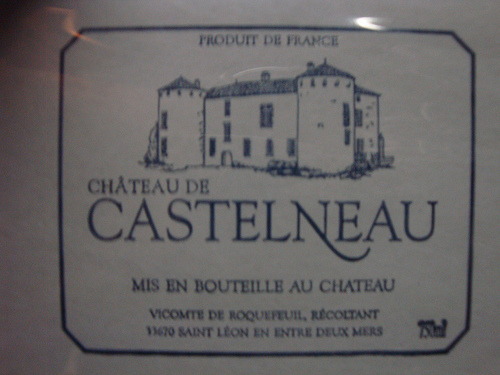 PRODUIT DE FRANCE
CHÂTEAU DE
CASTELNEAU
MIS EN BOUTEILLE AU CHATEAU
VICOMTE DE ROQUEFEUIL, RÉCOLTANT
33670 SAINT LÉON EN ENTRE DEUX MERS
750ml